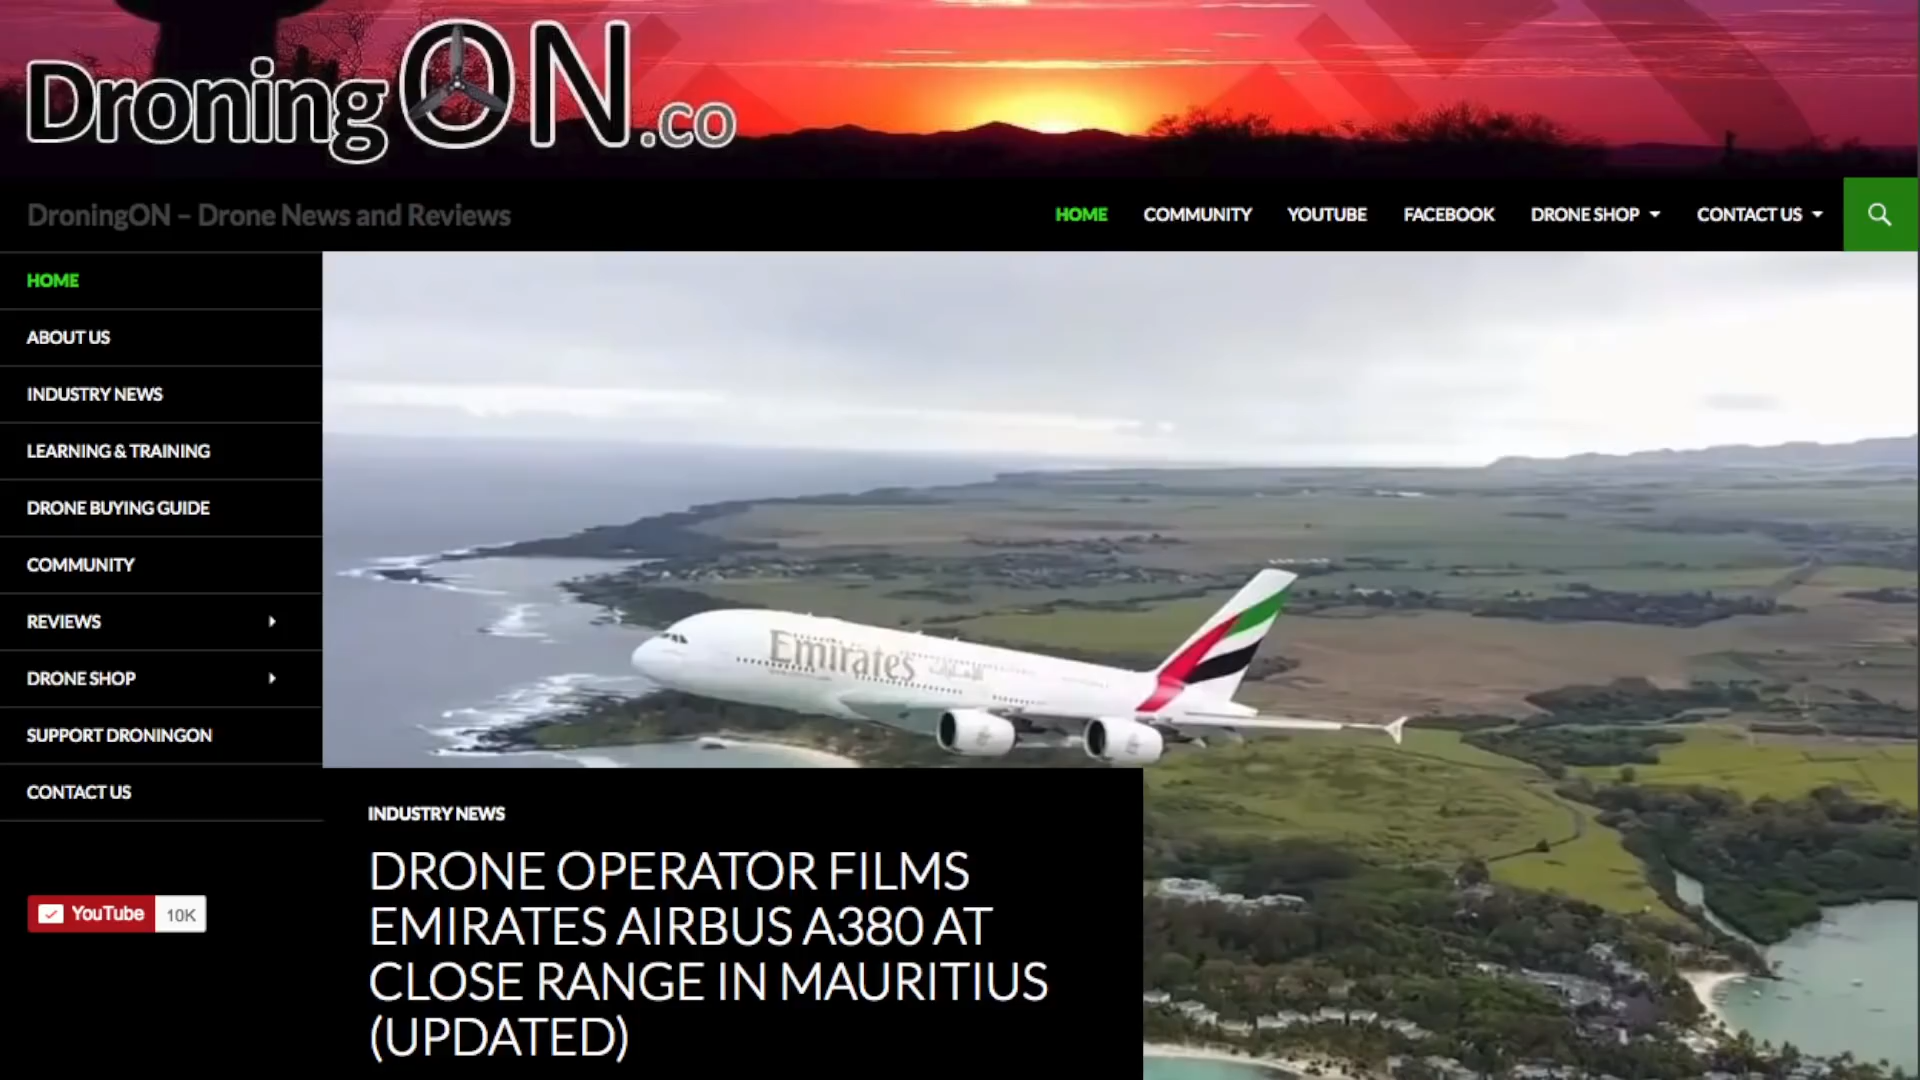 DroningON.co
DroningON – Drone News and Reviews
HOME
COMMUNITY
YOUTUBE
FACEBOOK
DRONE SHOP
CONTACT US
HOME
ABOUT US
INDUSTRY NEWS
LEARNING & TRAINING
DRONE BUYING GUIDE
COMMUNITY
REVIEWS
DRONE SHOP
SUPPORT DRONINGON
CONTACT US
YouTube 10K
Emirates
INDUSTRY NEWS
DRONE OPERATOR FILMS
EMIRATES AIRBUS A380 AT
CLOSE RANGE IN MAURITIUS
(UPDATED)